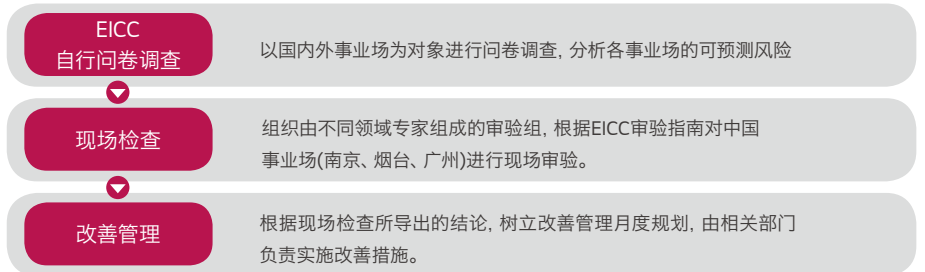 EICC
自行问卷调查
以国内外事业场为对象进行问卷调查, 分析各事业场的可预测风险
现场检查
组织由不同领域专家组成的审验组, 根据EICC审验指南对中国
事业场(南京、烟台、广州)进行现场审验。
改善管理
根据现场检查所导出的结论, 树立改善管理月度规划, 由相关部门
负责实施改善措施。